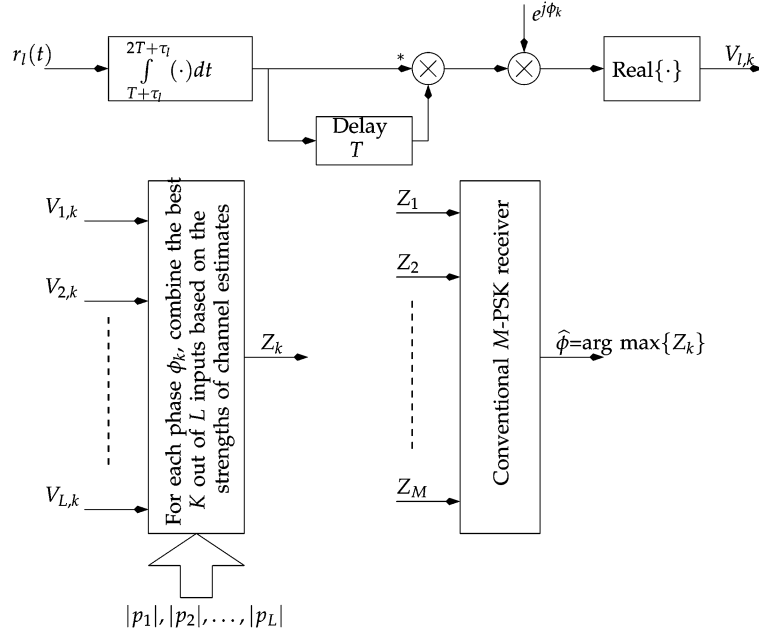 r_l(t)
2T+τ_l
∫ (·)dt
T+τ_l
*
e^{jϕ_k}
Real{·}
V_{l,k}
Delay
T
V_{1,k}
V_{2,k}
V_{L,k}
For each phase ϕ_k, combine the best
K out of L inputs based on the
strengths of channel estimates
Z_k
|p_1|, |p_2|, . . . , |p_L|
Z_1
Z_2
Z_M
Conventional M-PSK receiver
ϕ̂=arg max{Z_k}